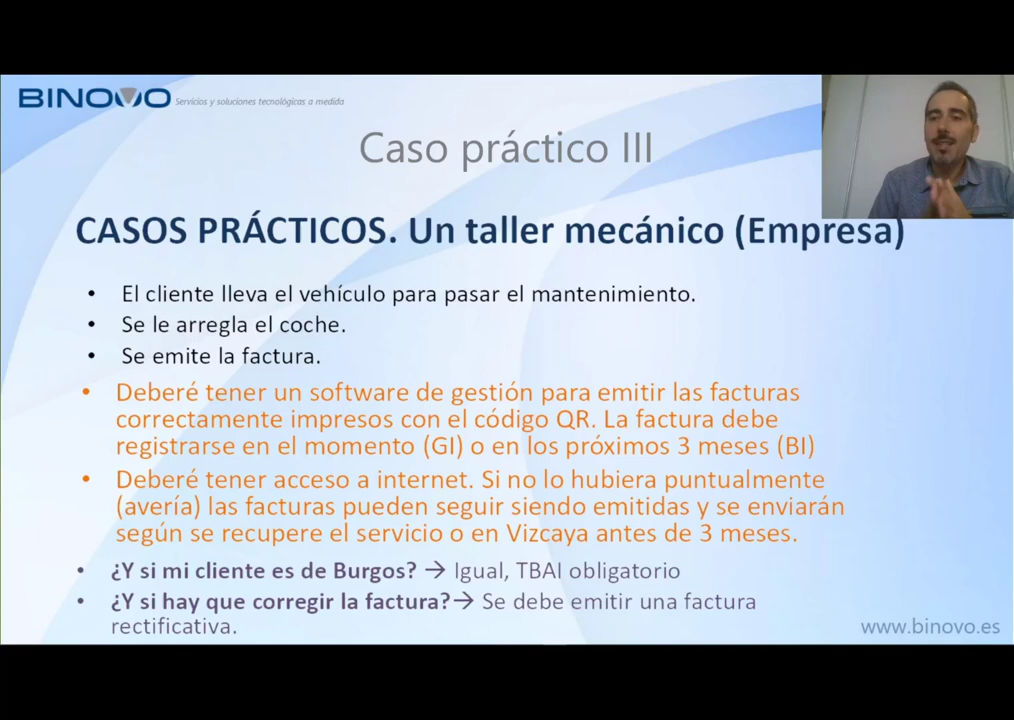 BINOVO Servicios y soluciones tecnológicas a medida
Caso práctico III
CASOS PRÁCTICOS. Un taller mecánico (Empresa)
• El cliente lleva el vehículo para pasar el mantenimiento.
• Se le arregla el coche.
• Se emite la factura.
• Deberé tener un software de gestión para emitir las facturas
correctamente impresos con el código QR. La factura debe
registrarse en el momento (GI) o en los próximos 3 meses (BI)
• Deberé tener acceso a internet. Si no lo hubiera puntualmente
(avería) las facturas pueden seguir siendo emitidas y se enviarán
según se recupere el servicio o en Vizcaya antes de 3 meses.
• ¿Y si mi cliente es de Burgos? → Igual, TBAI obligatorio
• ¿Y si hay que corregir la factura?→ Se debe emitir una factura
rectificativa.
www.binovo.es